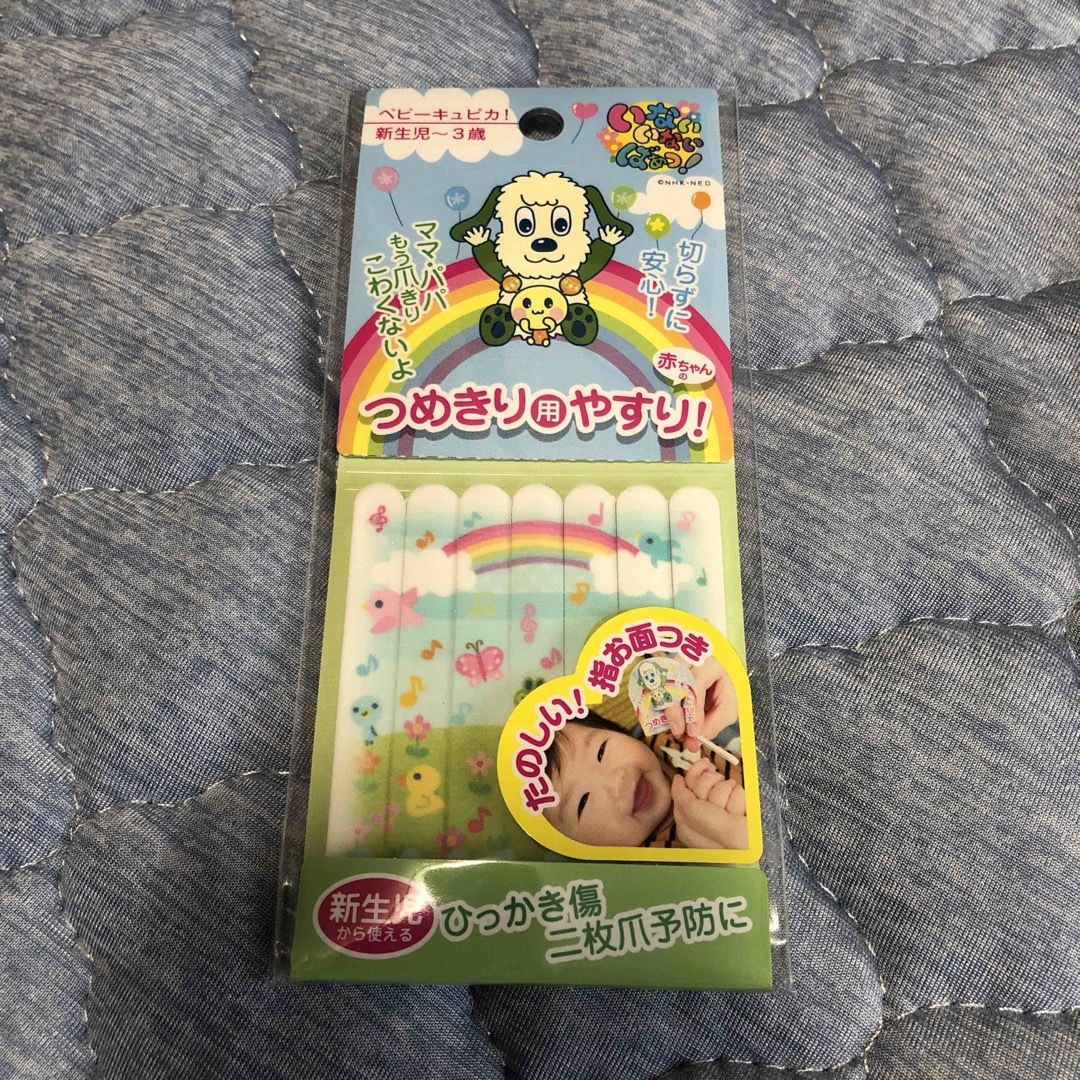 ベビーキュピカ!
新生児〜3歳
いない
いない
ばあっ!
©NHK・NED
ママ・パパ
もう爪きり
こわくないよ
切らずに
安心!
赤ちゃんの
つめきり用やすり!
たのしい!指お面つき
つめき
新生児
から使える
ひっかき傷
二枚爪予防に